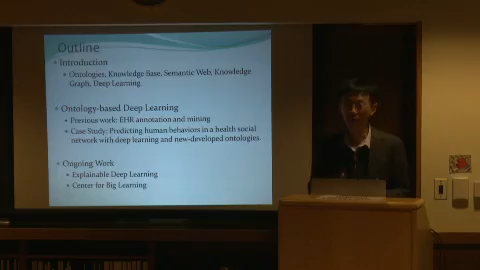 Outline
Introduction
Ontologies, Knowledge Base, Semantic Web, Knowledge
Graph, Deep Learning
Ontology-based Deep Learning
Previous work: EHR annotation and mining
Case Study: Predicting human behaviors in a health social
network with deep learning and new-developed ontologies.
Ongoing Work
Explainable Deep Learning
Center for Big Learning